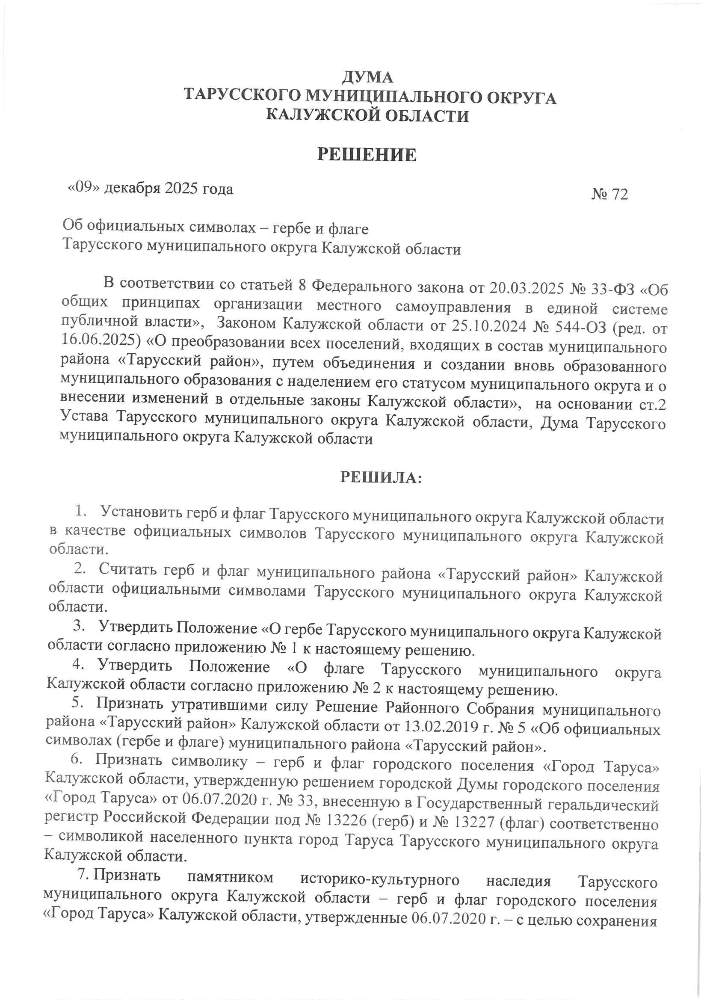 ДУМА
ТАРУССКОГО МУНИЦИПАЛЬНОГО ОКРУГА
КАЛУЖСКОЙ ОБЛАСТИ
РЕШЕНИЕ
«09» декабря 2025 года № 72
Об официальных символах – гербе и флаге
Тарусского муниципального округа Калужской области
В соответствии со статьей 8 Федерального закона от 20.03.2025 № 33-ФЗ «Об
общих принципах организации местного самоуправления в единой системе
публичной власти», Законом Калужской области от 25.10.2024 № 544-ОЗ (ред. от
16.06.2025) «О преобразовании всех поселений, входящих в состав муниципального
района «Тарусский район», путем объединения и создании вновь образованного
муниципального образования с наделением его статусом муниципального округа и о
внесении изменений в отдельные законы Калужской области», на основании ст.2
Устава Тарусского муниципального округа Калужской области, Дума Тарусского
муниципального округа Калужской области
РЕШИЛА:
1. Установить герб и флаг Тарусского муниципального округа Калужской области
в качестве официальных символов Тарусского муниципального округа Калужской
области.
2. Считать герб и флаг муниципального района «Тарусский район» Калужской
области официальными символами Тарусского муниципального округа Калужской
области.
3. Утвердить Положение «О гербе Тарусского муниципального округа Калужской
области согласно приложению № 1 к настоящему решению.
4. Утвердить Положение «О флаге Тарусского муниципального округа
Калужской области согласно приложению № 2 к настоящему решению.
5. Признать утратившими силу Решение Районного Собрания муниципального
района «Тарусский район» Калужской области от 13.02.2019 г. № 5 «Об официальных
символах (гербе и флаге) муниципального района «Тарусский район».
6. Признать символику – герб и флаг городского поселения «Город Таруса»
Калужской области, утвержденную решением городской Думы городского поселения
«Город Таруса» от 06.07.2020 г. № 33, внесенную в Государственный геральдический
регистр Российской Федерации под № 13226 (герб) и № 13227 (флаг) соответственно
– символикой населенного пункта город Таруса Тарусского муниципального округа
Калужской области.
7. Признать памятником историко-культурного наследия Тарусского
муниципального округа Калужской области – герб и флаг городского поселения
«Город Таруса» Калужской области, утвержденные 06.07.2020 г. – с целью сохранения